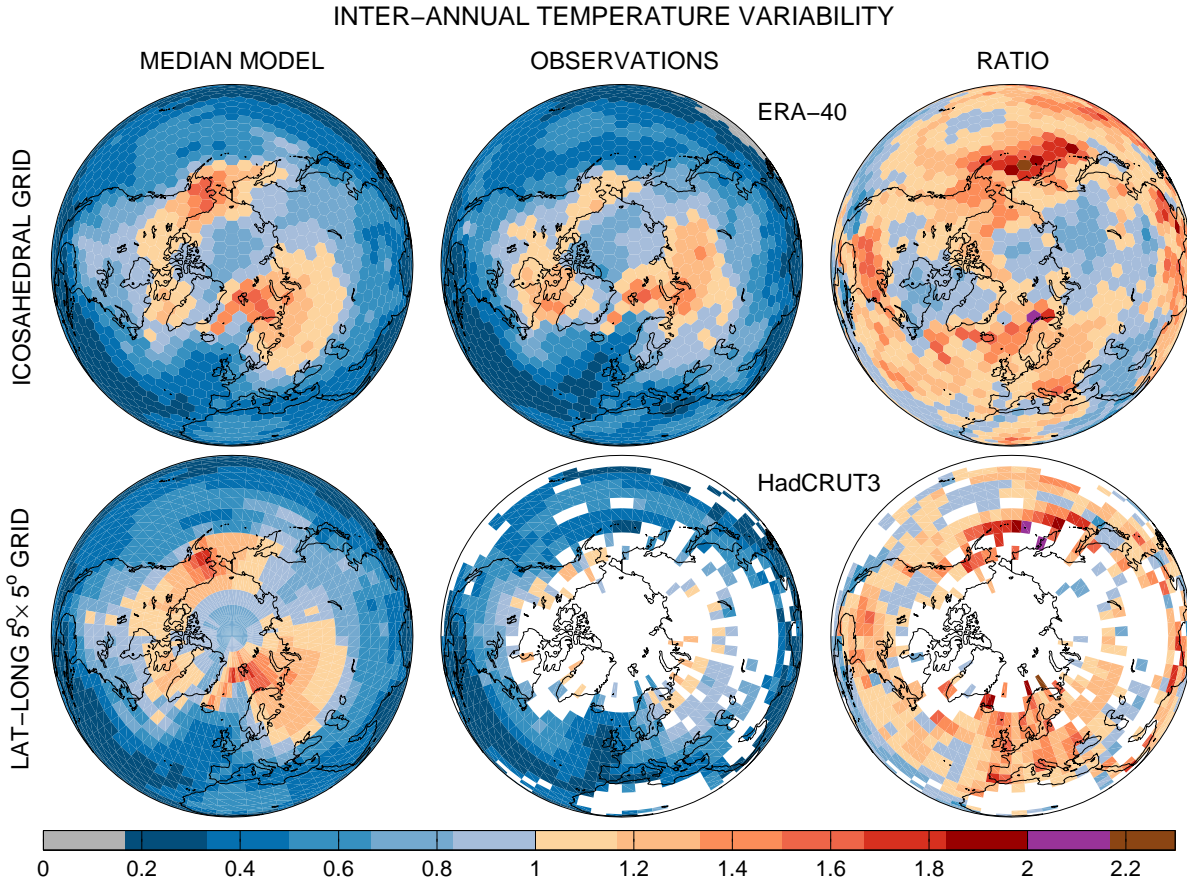 INTER−ANNUAL TEMPERATURE VARIABILITY
MEDIAN MODEL
OBSERVATIONS
RATIO
ERA−40
ICOSAHEDRAL GRID
HadCRUT3
LAT−LONG 5°× 5° GRID
0 0.2 0.4 0.6 0.8 1 1.2 1.4 1.6 1.8 2 2.2